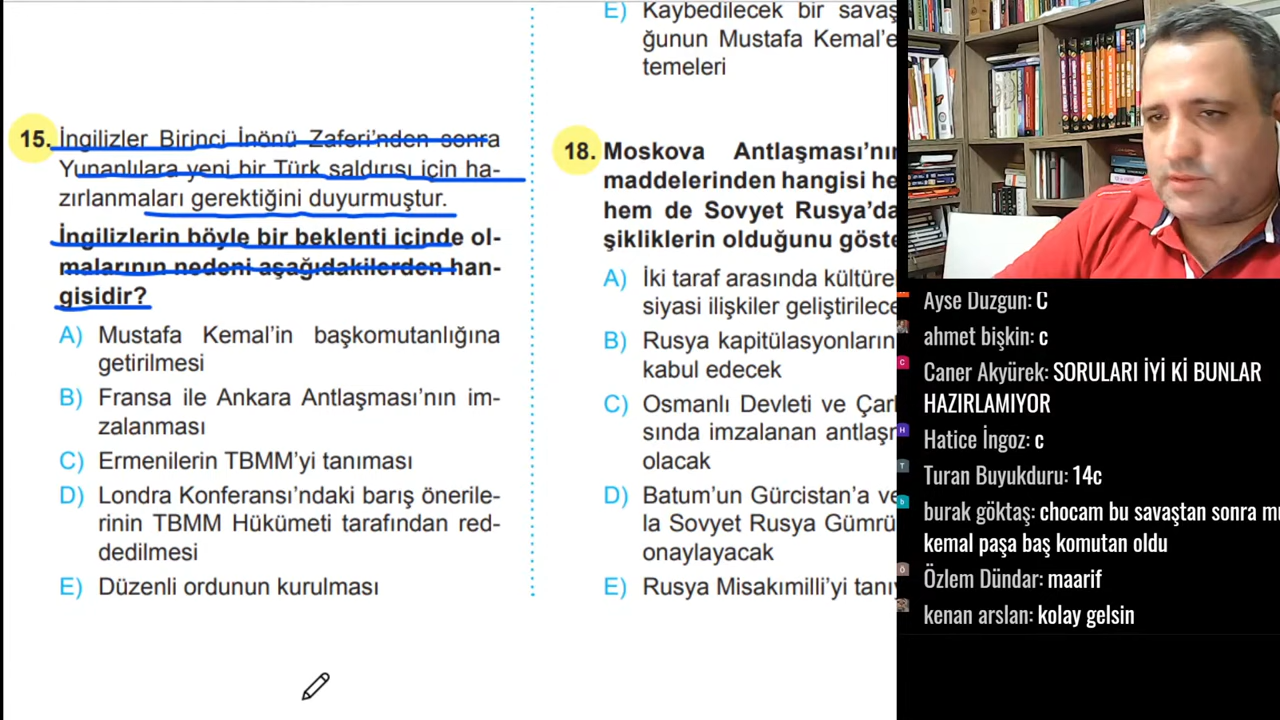 E) Kaybedilecek bir savaş
ğunun Mustafa Kemal'e
temeleri
15. İngilizler Birinci İnönü Zaferi'nden sonra
Yunanlılara yeni bir Türk saldırısı için ha-
zırlanmaları gerektiğini duyurmuştur.
İngilizlerin böyle bir beklenti içinde ol-
malarının nedeni aşağıdakilerden han-
gisidir?
A) Mustafa Kemal'in başkomutanlığına
getirilmesi
B) Fransa ile Ankara Antlaşması'nın im-
zalanması
C) Ermenilerin TBMM'yi tanıması
D) Londra Konferansı'ndaki barış önerile-
rinin TBMM Hükümeti tarafından red-
dedilmesi
E) Düzenli ordunun kurulması
18. Moskova Antlaşması'nın
maddelerinden hangisi he
hem de Sovyet Rusya'da
şikliklerin olduğunu göste
A) İki taraf arasında kültüre
siyasi ilişkiler geliştirilece
B) Rusya kapitülasyonların
kabul edecek
C) Osmanlı Devleti ve Çarl
sında imzalanan antlaşr
olacak
D) Batum'un Gürcistan'a ve
la Sovyet Rusya Gümrü
onaylayacak
E) Rusya Misakımilli'yi tanıy
Ayse Duzgun: C
ahmet bişkin: c
Caner Akyürek: SORULARI İYİ Kİ BUNLAR
HAZIRLAMIYOR
Hatice İngoz: c
Turan Buyukduru: 14c
burak göktaş: chocam bu savaştan sonra mu
kemal paşa baş komutan oldu
Özlem Dündar: maarif
kenan arslan: kolay gelsin